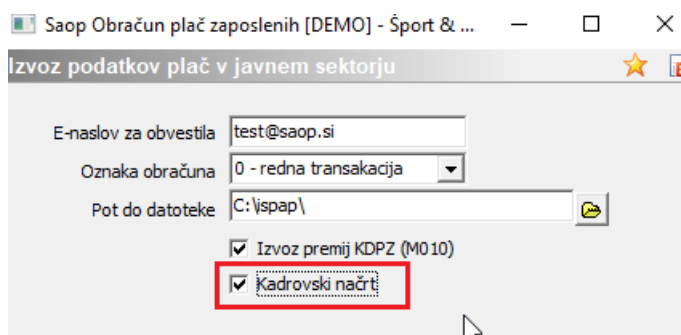 Saop Obračun plač zaposlenih [DEMO] - Šport & ...
Izvoz podatkov plač v javnem sektorju
E-naslov za obvestila test@saop.si
Oznaka obračuna 0 - redna transakacija
Pot do datoteke C:\ispap\
Izvoz premij KDPZ (M010)
Kadrovski načrt